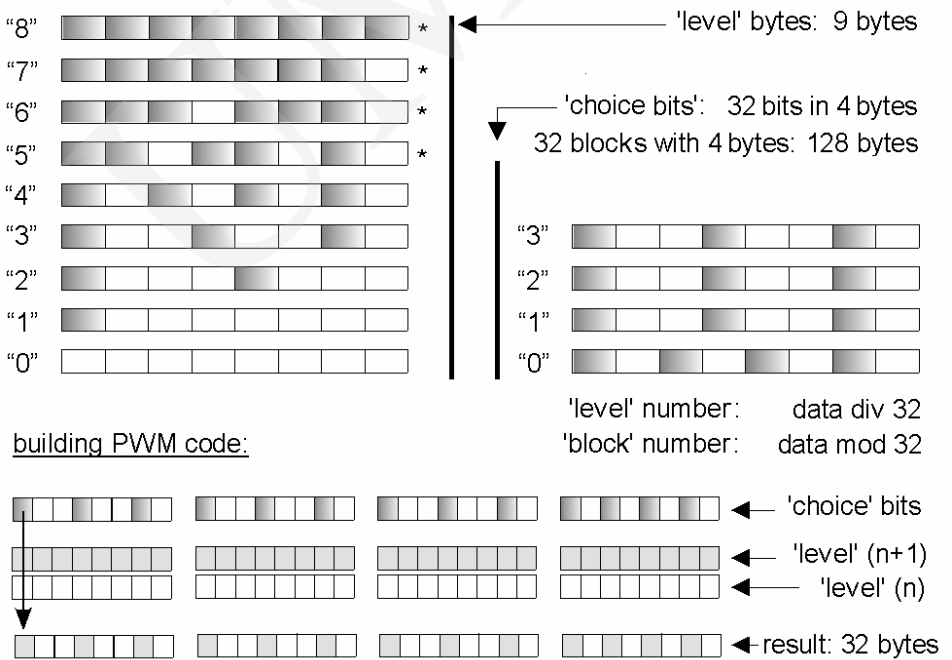 “8” *
'level' bytes: 9 bytes
“7” *
“6” *
'choice bits': 32 bits in 4 bytes
32 blocks with 4 bytes: 128 bytes
“5” *
“4”
“3”
“2”
“1”
“0”
“3”
“2”
“1”
“0”
'level' number: data div 32
'block' number: data mod 32
building PWM code:
'choice' bits
'level' (n+1)
'level' (n)
result: 32 bytes